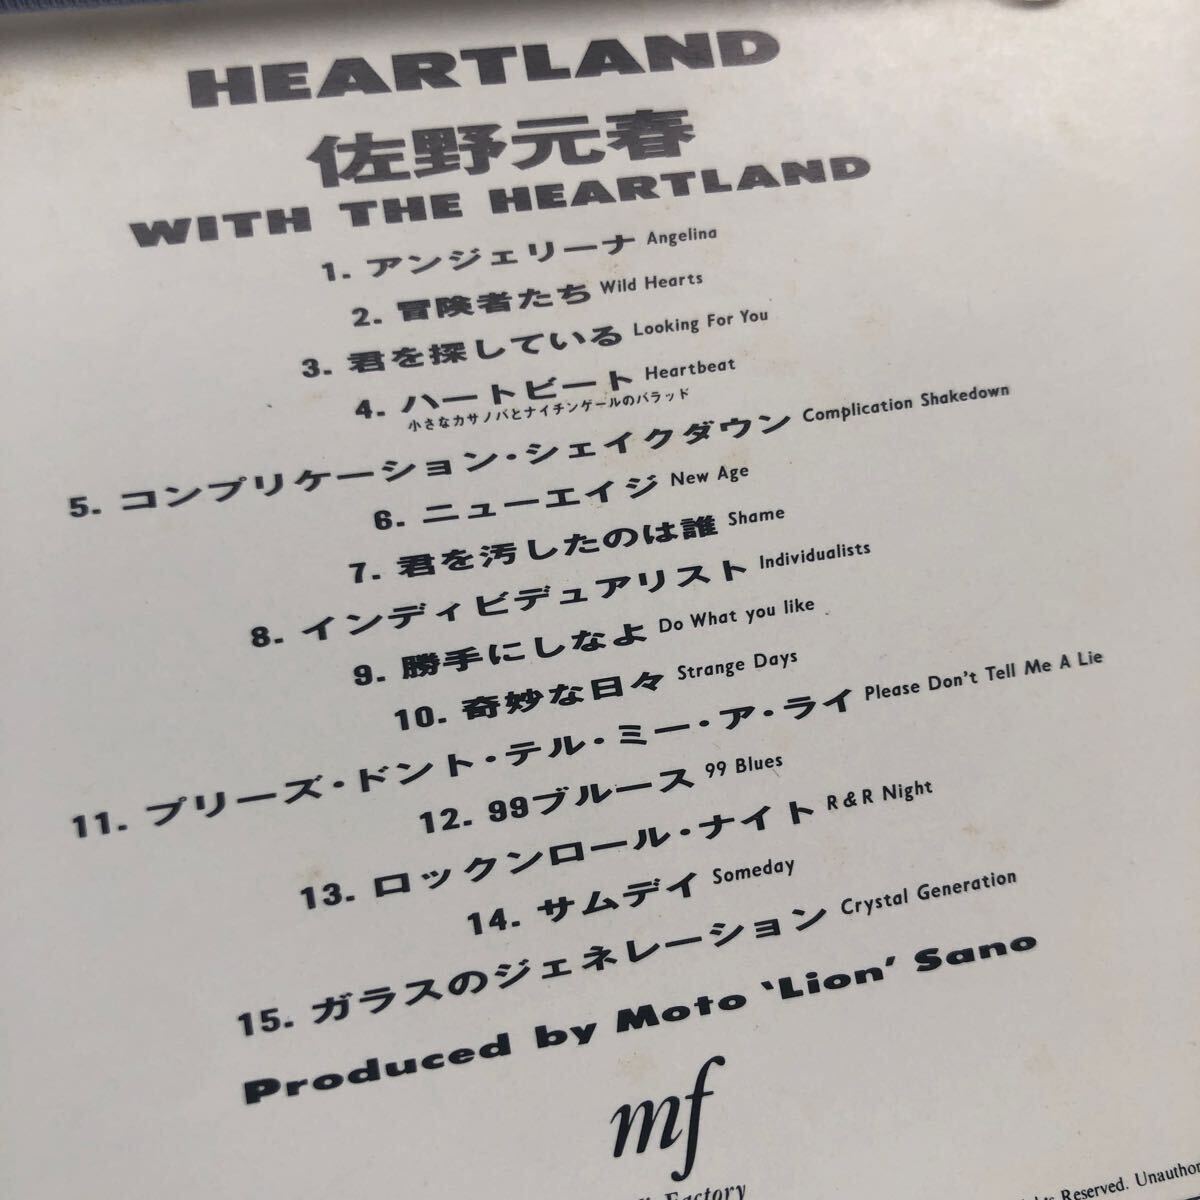 HEARTLAND
佐野元春
WITH THE HEARTLAND
1. アンジェリーナ Angelina
2. 冒険者たち Wild Hearts
3. 君を探している Looking For You
4. ハートビート Heartbeat
小さなカサノバとナイチンゲールのバラッド
5. コンプリケーション・シェイクダウン Complication Shakedown
6. ニューエイジ New Age
7. 君を汚したのは誰 Shame
8. インディビデュアリスト Individualists
9. 勝手にしなよ Do What you like
10. 奇妙な日々 Strange Days
11. プリーズ・ドント・テル・ミー・ア・ライ Please Don't Tell Me A Lie
12. 99ブルース 99 Blues
13. ロックンロール・ナイト R & R Night
14. サムデイ Someday
15. ガラスのジェネレーション Crystal Generation
Produced by Moto 'Lion' Sano
mf
Factory
Reserved.